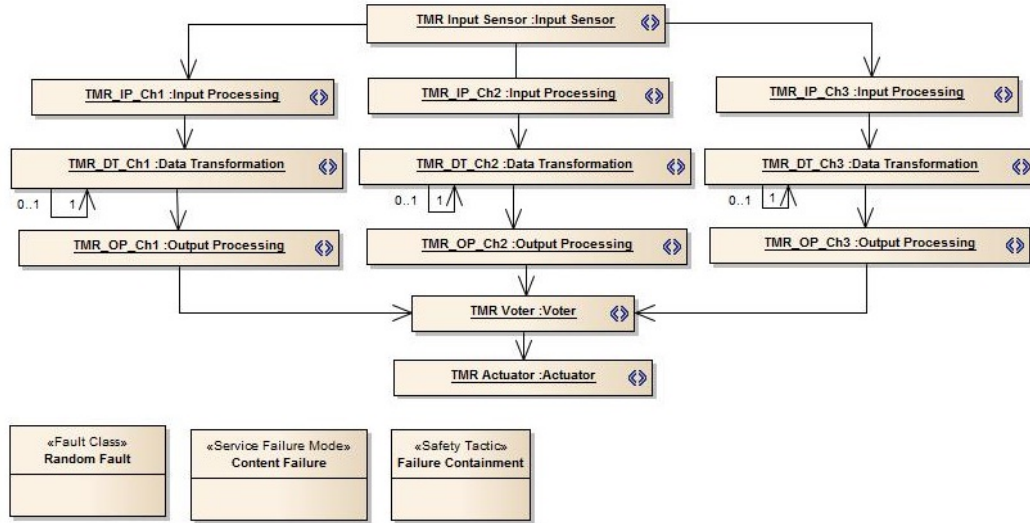 TMR Input Sensor :Input Sensor
TMR_IP_Ch1 :Input Processing
TMR_IP_Ch2 :Input Processing
TMR_IP_Ch3 :Input Processing
TMR_DT_Ch1 :Data Transformation
TMR_DT_Ch2 :Data Transformation
TMR_DT_Ch3 :Data Transformation
0..1 1
0..1 1
0..1 1
TMR_OP_Ch1 :Output Processing
TMR_OP_Ch2 :Output Processing
TMR_OP_Ch3 :Output Processing
TMR Voter :Voter
TMR Actuator :Actuator
«Fault Class»
Random Fault
«Service Failure Mode»
Content Failure
«Safety Tactic»
Failure Containment